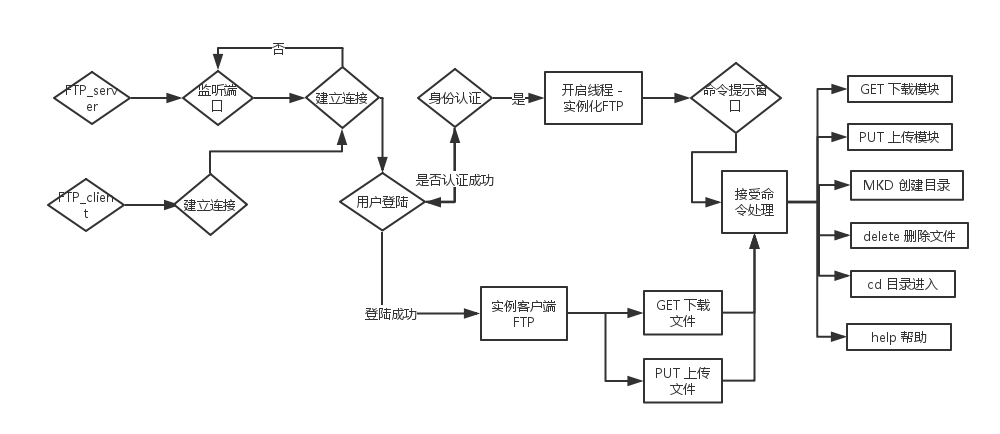 否
FTP_serv
er
监听端
口
建立连接
身份认证
是
开启线程 -
实例化FTP
命令提示窗
口
GET 下载模块
PUT 上传模块
MKD 创建目录
delete 删除文件
cd 目录进入
help 帮助
FTP_clien
t
建立连接
用户登陆
是否认证成功
接受命
令处理
登陆成功
实例客户端
FTP
GET 下载
文件
PUT 上传
文件